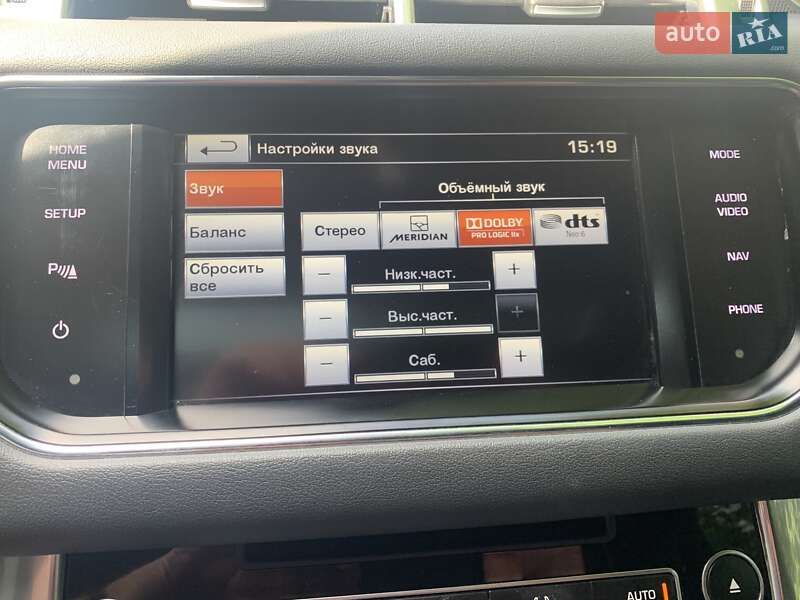 auto RIA .com
HOME
MENU
SETUP
P
Настройки звука 15:19
Звук
Баланс
Сбросить
все
Объёмный звук
Стерео
MERIDIAN
DOLBY
PRO LOGIC IIx
dts
Neo:6
− Низк.част. +
− Выс.част. +
− Саб. +
MODE
AUDIO
VIDEO
NAV
PHONE
AUTO